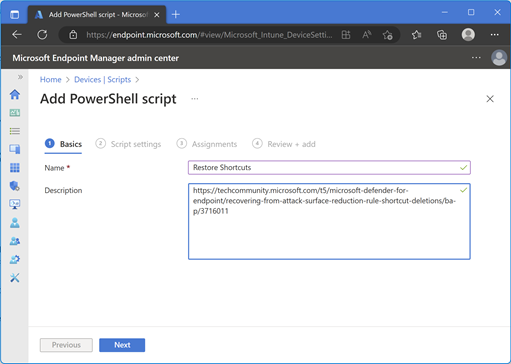 Add PowerShell script - Microsof
https://endpoint.microsoft.com/#view/Microsoft_Intune_DeviceSetti...
Microsoft Endpoint Manager admin center
Home > Devices | Scripts >
Add PowerShell script
1 Basics
2 Script settings
3 Assignments
4 Review + add
Name *
Restore Shortcuts
Description
https://techcommunity.microsoft.com/t5/microsoft-defender-for-
endpoint/recovering-from-attack-surface-reduction-rule-shortcut-deletions/ba-
p/3716011
Previous
Next